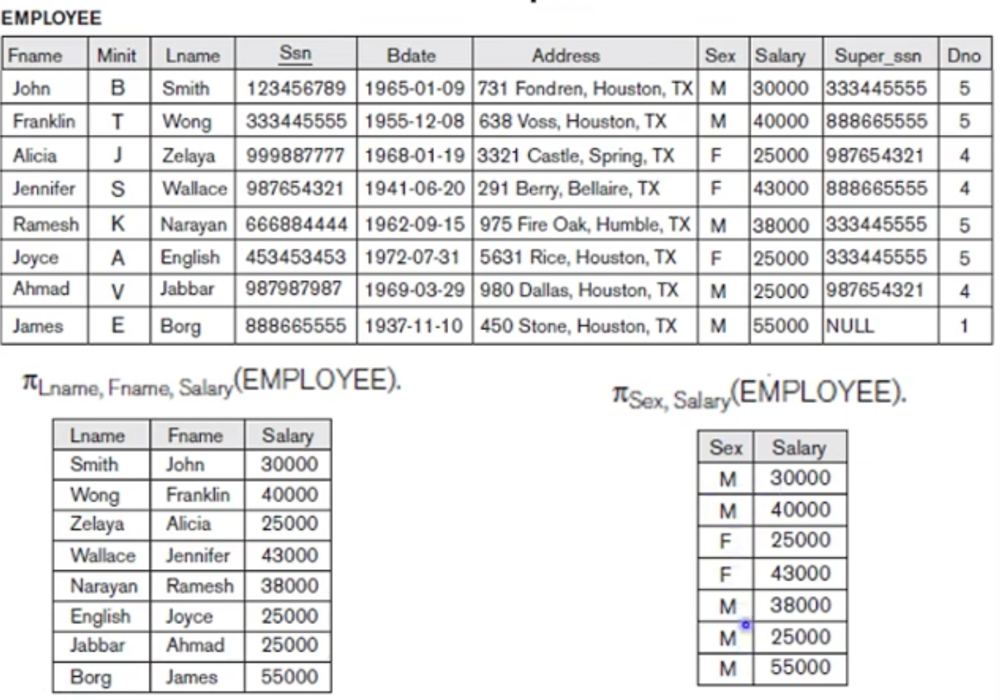 EMPLOYEE
Fname Minit Lname Ssn Bdate Address Sex Salary Super_ssn Dno
John B Smith 123456789 1965-01-09 731 Fondren, Houston, TX M 30000 333445555 5
Franklin T Wong 333445555 1955-12-08 638 Voss, Houston, TX M 40000 888665555 5
Alicia J Zelaya 999887777 1968-01-19 3321 Castle, Spring, TX F 25000 987654321 4
Jennifer S Wallace 987654321 1941-06-20 291 Berry, Bellaire, TX F 43000 888665555 4
Ramesh K Narayan 666884444 1962-09-15 975 Fire Oak, Humble, TX M 38000 333445555 5
Joyce A English 453453453 1972-07-31 5631 Rice, Houston, TX F 25000 333445555 5
Ahmad V Jabbar 987987987 1969-03-29 980 Dallas, Houston, TX M 25000 987654321 4
James E Borg 888665555 1937-11-10 450 Stone, Houston, TX M 55000 NULL 1
πLname, Fname, Salary(EMPLOYEE).
Lname Fname Salary
Smith John 30000
Wong Franklin 40000
Zelaya Alicia 25000
Wallace Jennifer 43000
Narayan Ramesh 38000
English Joyce 25000
Jabbar Ahmad 25000
Borg James 55000
πSex, Salary(EMPLOYEE).
Sex Salary
M 30000
M 40000
F 25000
F 43000
M 38000
M 25000
M 55000